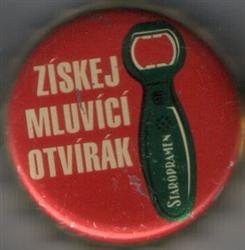 ZÍSKEJ
MLUVÍCÍ
OTVÍRÁK
STAROPRAMEN